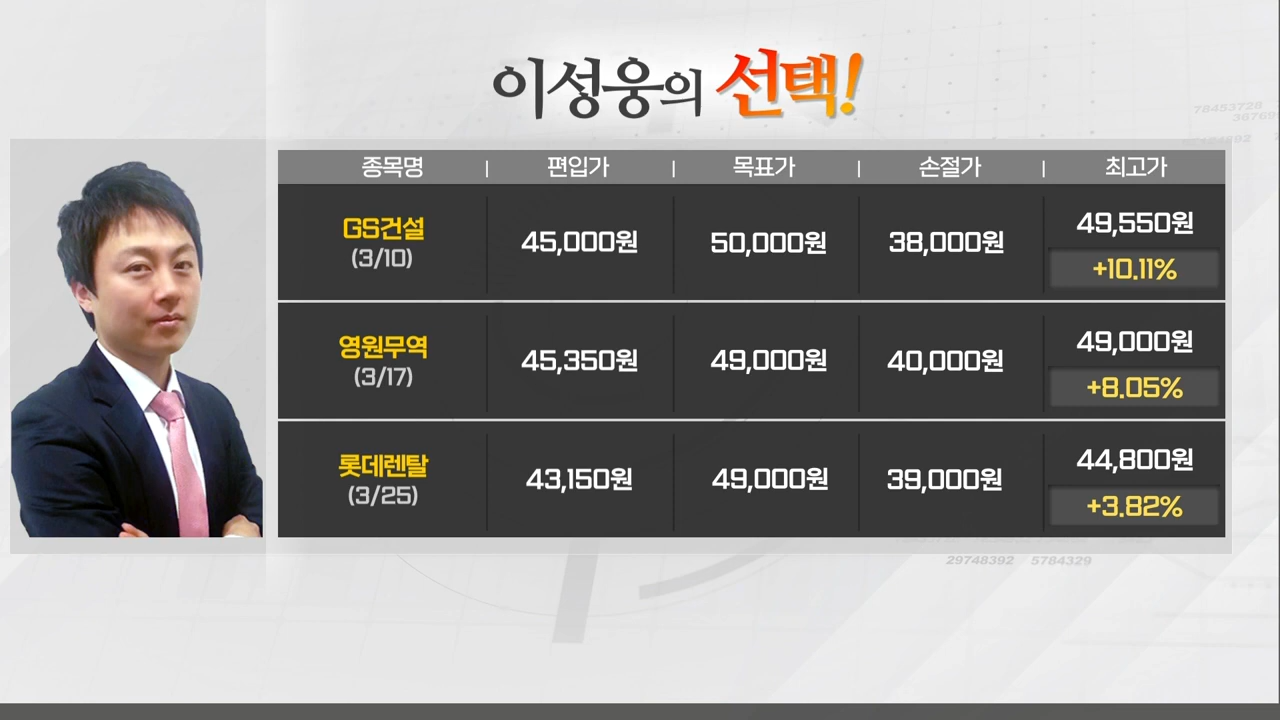 이성웅의 선택!
종목명 | 편입가 | 목표가 | 손절가 | 최고가
GS건설
(3/10)
45,000원
50,000원
38,000원
49,550원
+10.11%
영원무역
(3/17)
45,350원
49,000원
40,000원
49,000원
+8.05%
롯데렌탈
(3/25)
43,150원
49,000원
39,000원
44,800원
+3.82%
78453728
29748392 5784329